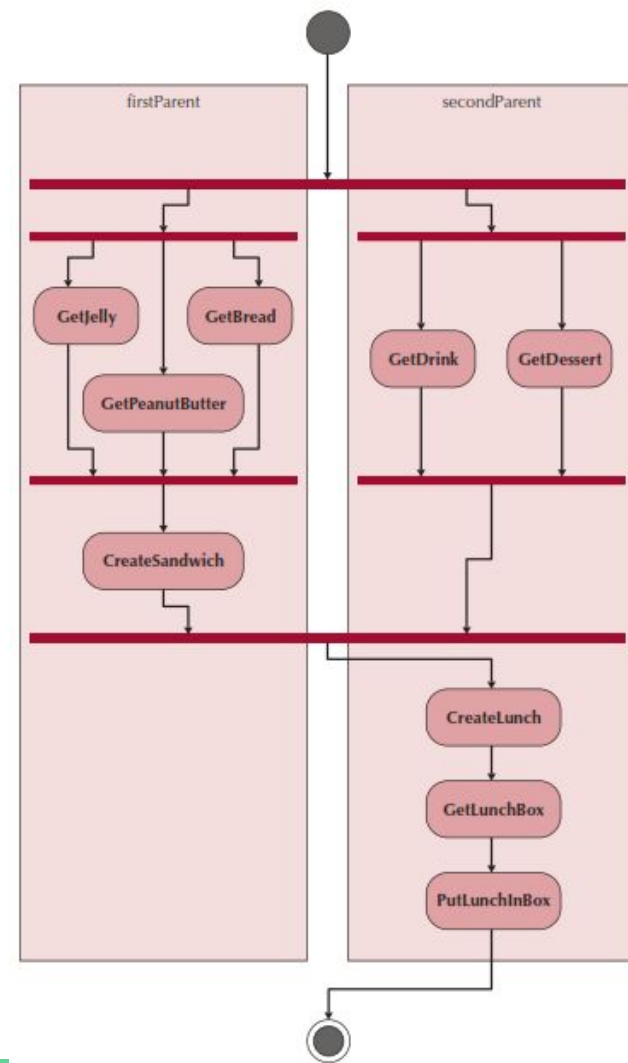 firstParent
secondParent
GetJelly
GetBread
GetDrink
GetDessert
GetPeanutButter
CreateSandwich
CreateLunch
GetLunchBox
PutLunchInBox